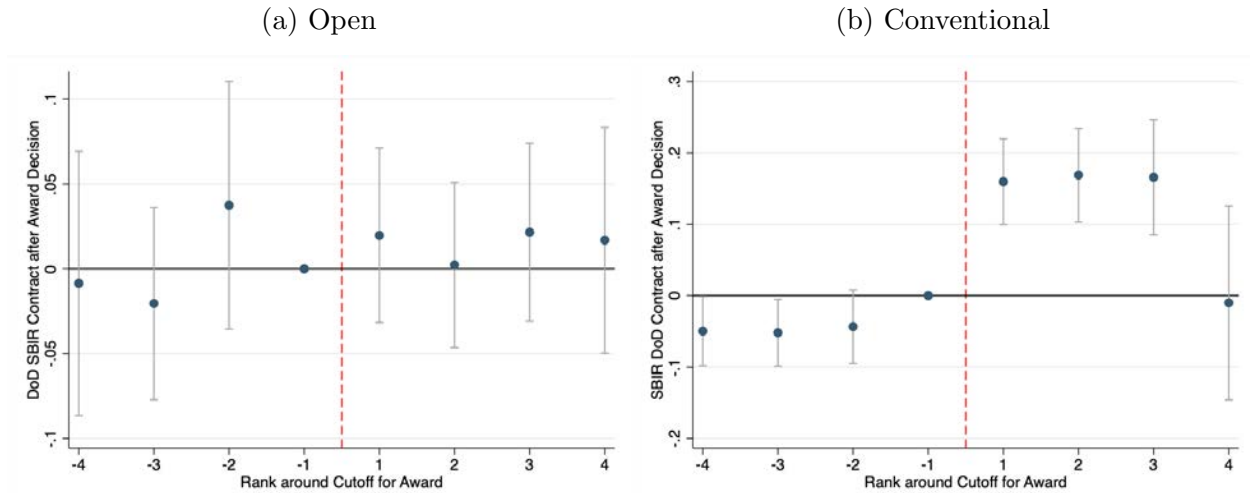 (a) Open
DoD SBIR Contract after Award Decision
.1
.05
0
-.05
-.1
-4 -3 -2 -1 1 2 3 4
Rank around Cutoff for Award
(b) Conventional
SBIR DoD Contract after Award Decision
.3
.2
.1
0
-.1
-.2
-4 -3 -2 -1 1 2 3 4
Rank around Cutoff for Award